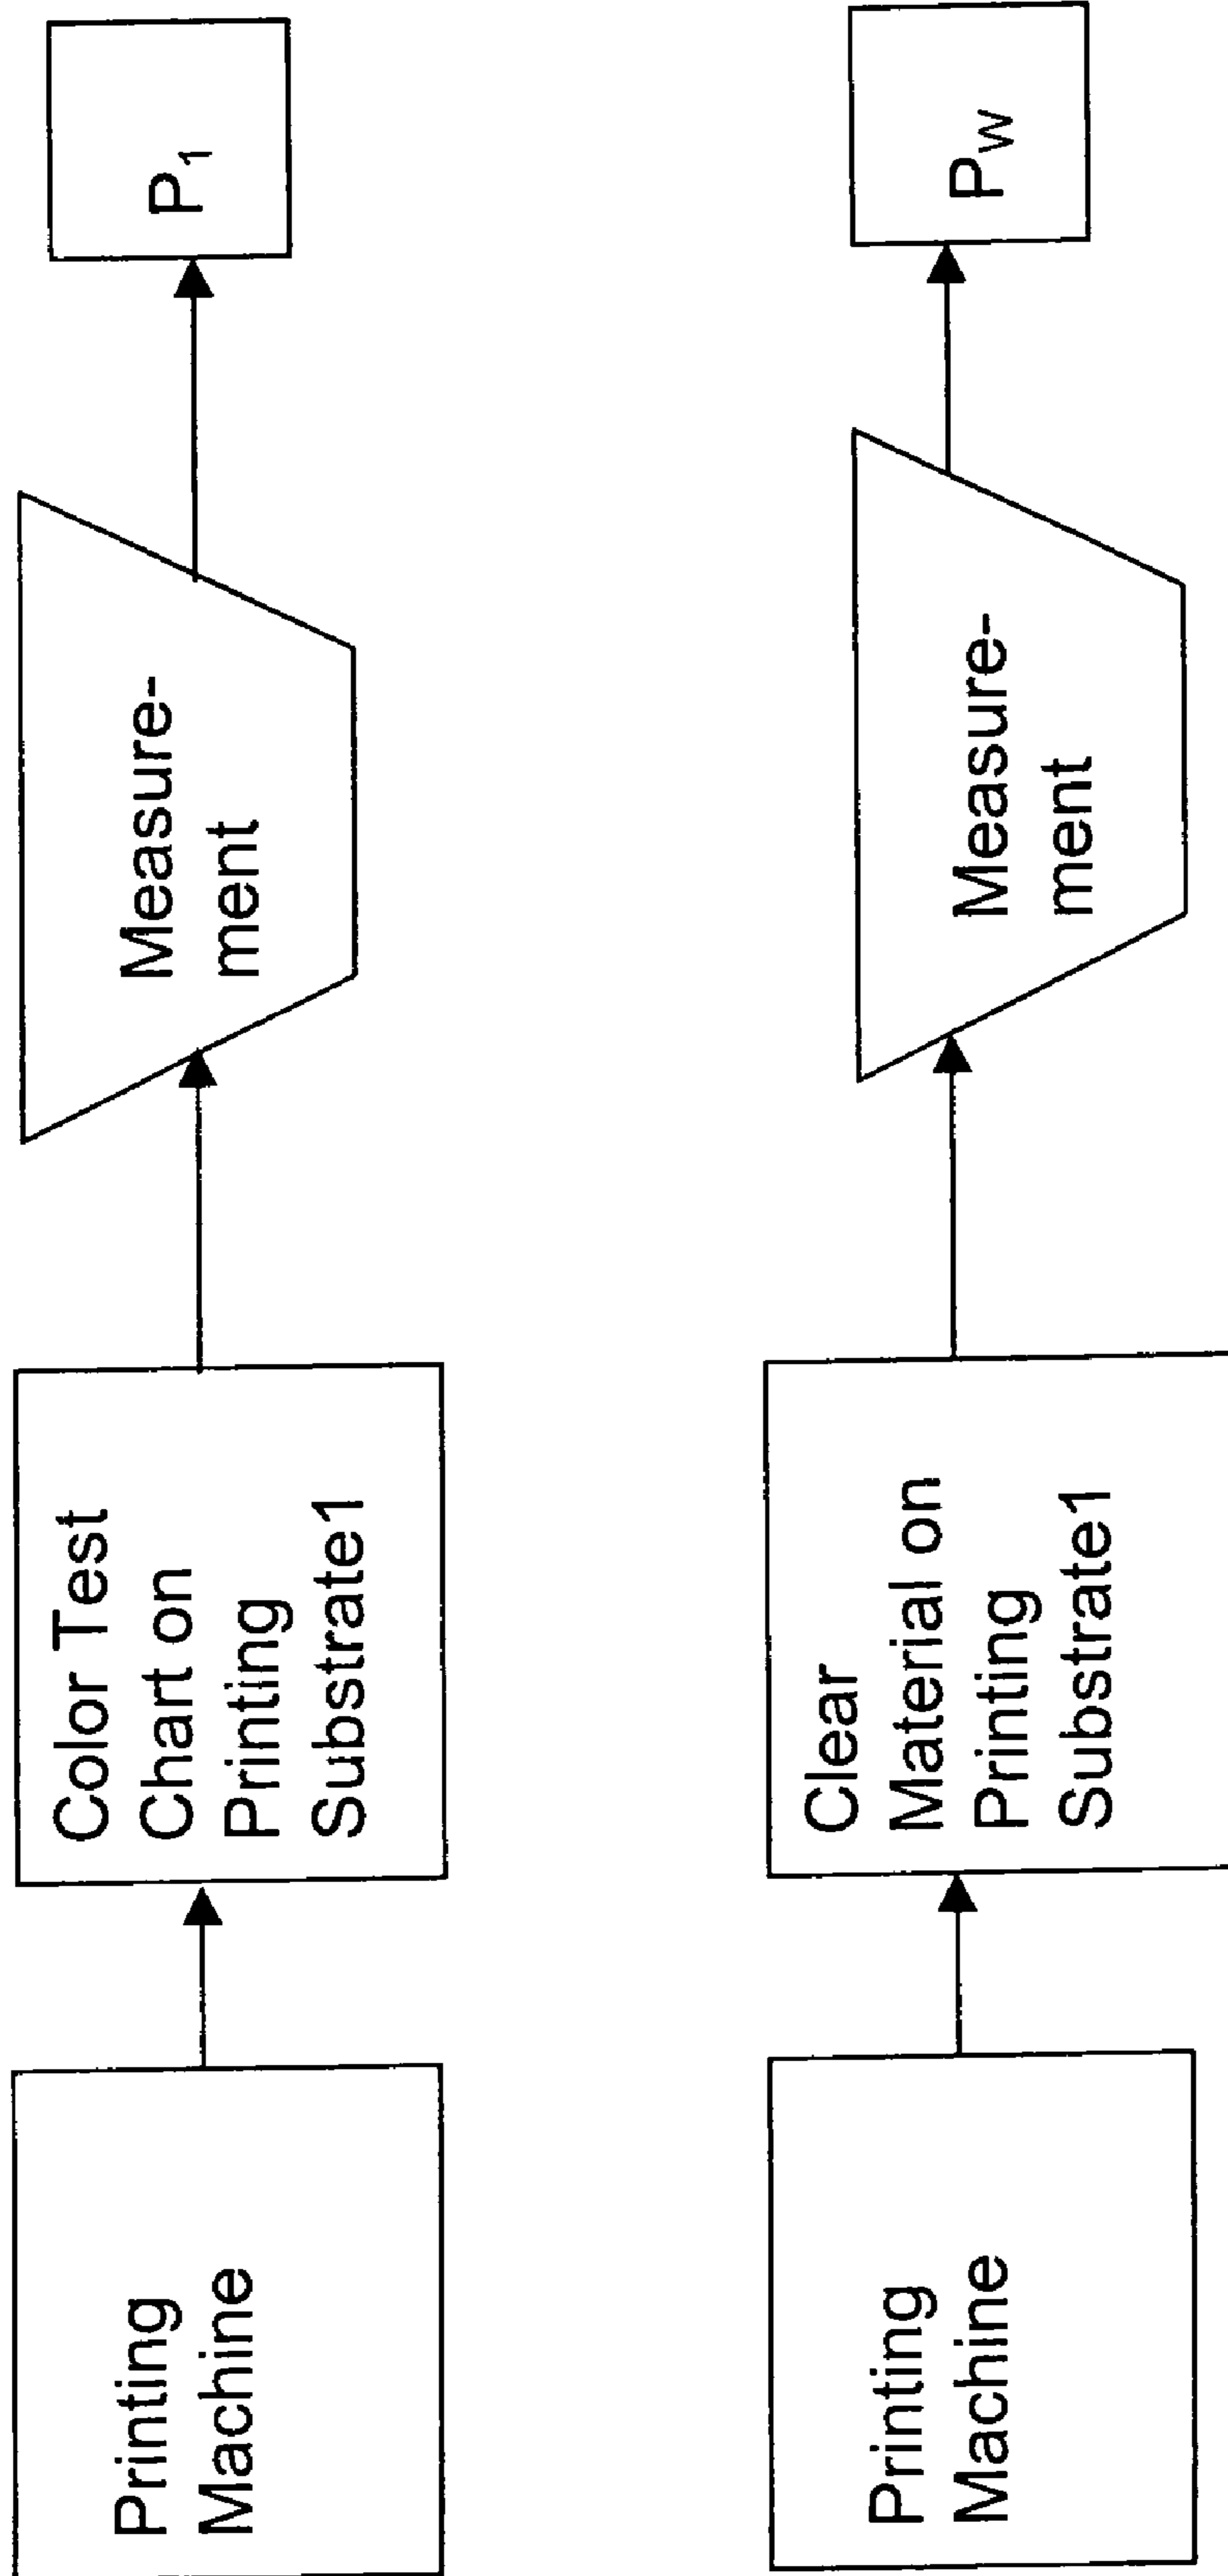 Printing
Machine
Color Test
Chart on
Printing
Substrate1
Measure-
ment
P1
Printing
Machine
Clear
Material on
Printing
Substrate1
Measure-
ment
PW